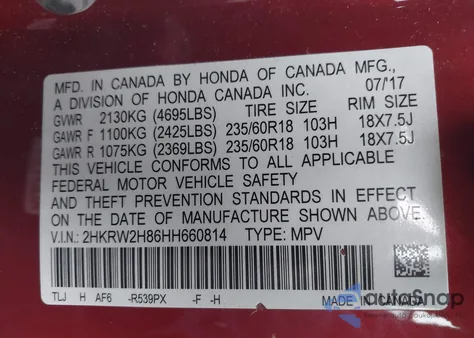 MFD. IN CANADA BY HONDA OF CANADA MFG.,
A DIVISION OF HONDA CANADA INC. 07/17
GVWR 2130KG (4695LBS) TIRE SIZE RIM SIZE
GAWR F 1100KG (2425LBS) 235/60R18 103H 18X7.5J
GAWR R 1075KG (2369LBS) 235/60R18 103H 18X7.5J
THIS VEHICLE CONFORMS TO ALL APPLICABLE
FEDERAL MOTOR VEHICLE SAFETY
AND THEFT PREVENTION STANDARDS IN EFFECT
ON THE DATE OF MANUFACTURE SHOWN ABOVE.
V.I.N.: 2HKRW2H86HH660814 TYPE: MPV
TLJ H AF6 -R539PX -F -H MADE IN CANADA
autoSnap